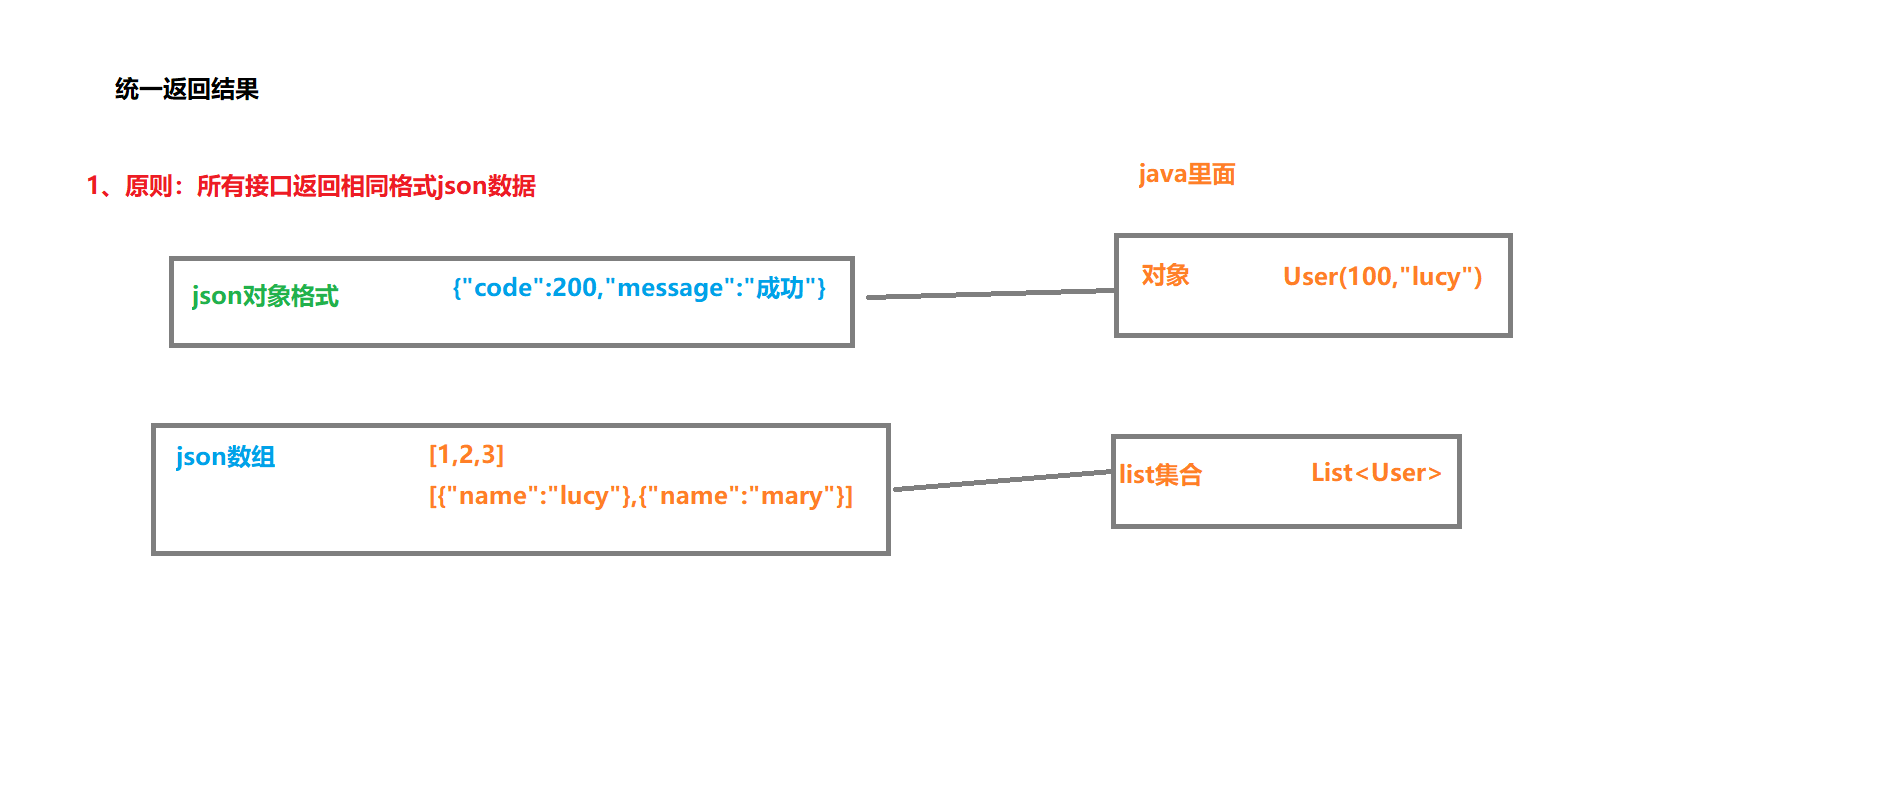 统一返回结果
1、原则：所有接口返回相同格式json数据
java里面
json对象格式 {"code":200,"message":"成功"}
对象 User(100,"lucy")
json数组 [1,2,3]
[{"name":"lucy"},{"name":"mary"}]
list集合 List<User>